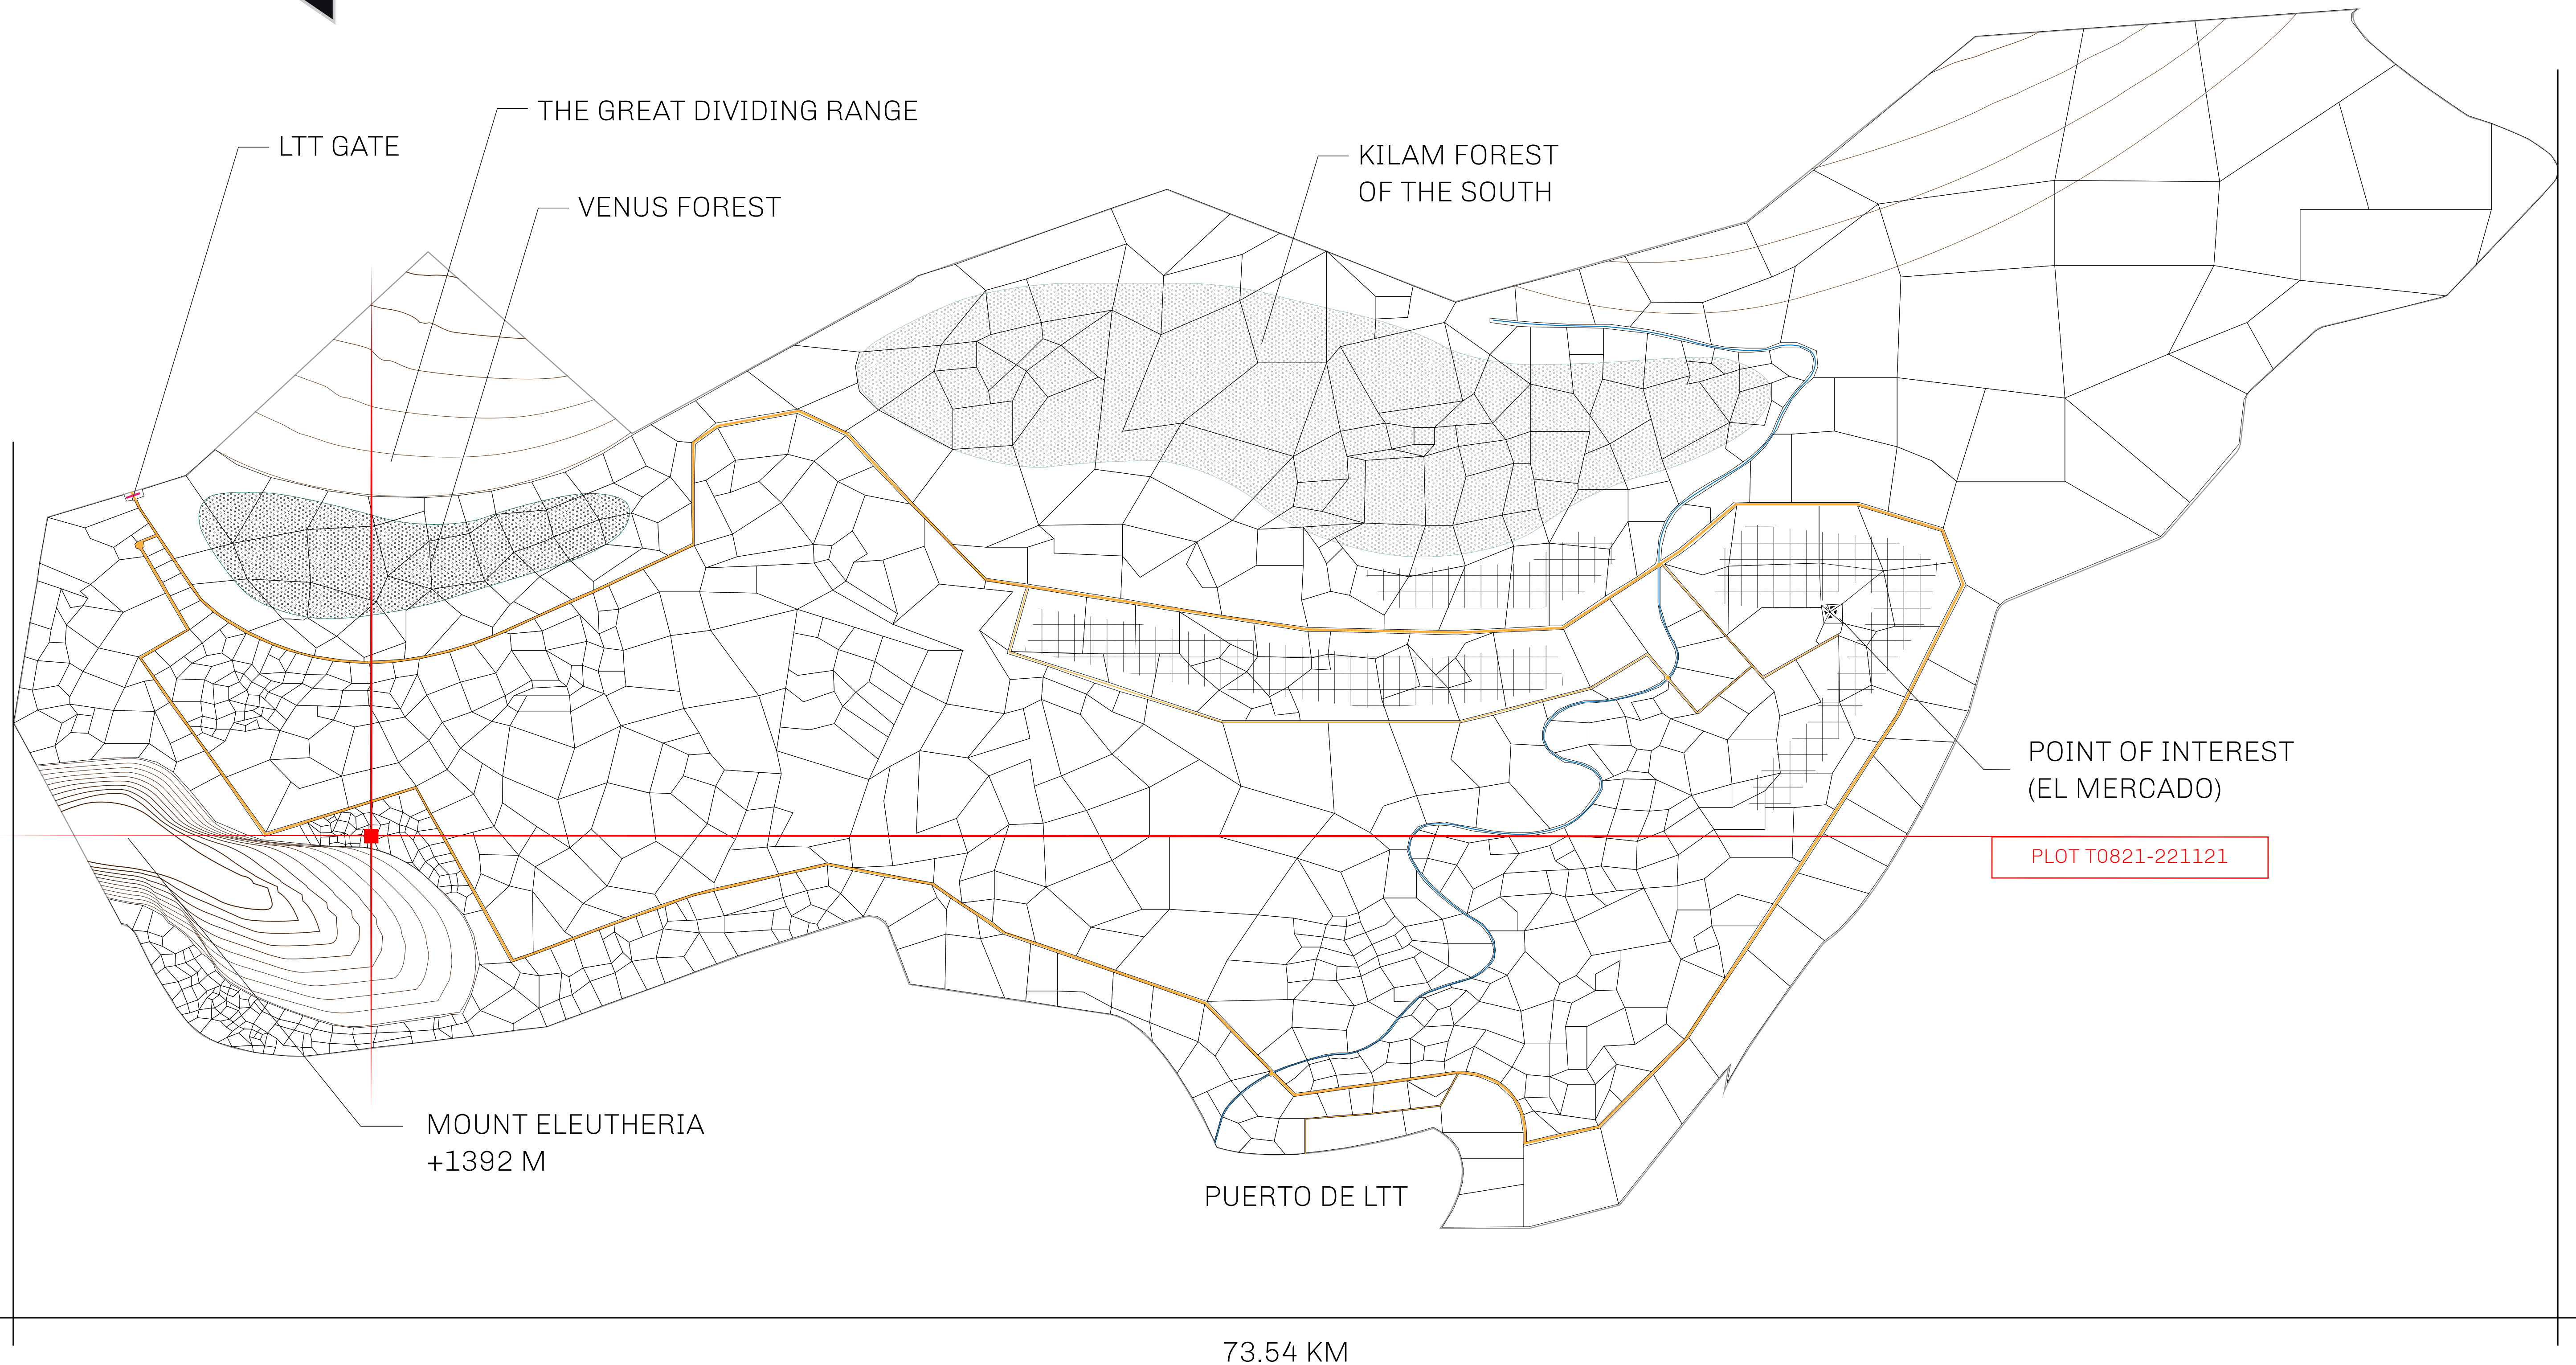 THE GREAT DIVIDING RANGE
LTT GATE
KILAM FOREST
OF THE SOUTH
VENUS FOREST
POINT OF INTEREST
(EL MERCADO)
PLOT T0821-221121
MOUNT ELEUTHERIA
+1392 M
PUERTO DE LTT
73.54 KM